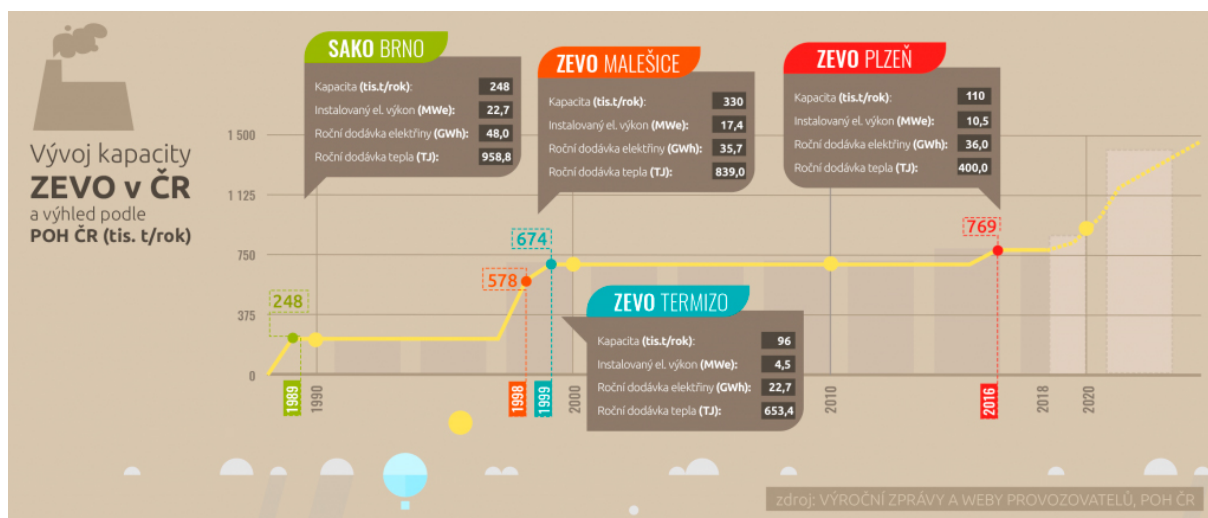 Vývoj kapacity
ZEVO v ČR
a výhled podle
POH ČR (tis. t/rok)
SAKO BRNO
Kapacita (tis.t/rok): 248
Instalovaný el. výkon (MWe): 22,7
Roční dodávka elektřiny (GWh): 48,0
Roční dodávka tepla (TJ): 958,8
ZEVO MALEŠICE
Kapacita (tis.t/rok): 330
Instalovaný el. výkon (MWe): 17,4
Roční dodávka elektřiny (GWh): 35,7
Roční dodávka tepla (TJ): 839,0
ZEVO PLZEŇ
Kapacita (tis.t/rok): 110
Instalovaný el. výkon (MWe): 10,5
Roční dodávka elektřiny (GWh): 36,0
Roční dodávka tepla (TJ): 400,0
1 500
1 125
750
375
0
248
578
674
769
ZEVO TERMIZO
Kapacita (tis.t/rok): 96
Instalovaný el. výkon (MWe): 4,5
Roční dodávka elektřiny (GWh): 22,7
Roční dodávka tepla (TJ): 653,4
1989
1990
1998
1999
2000
2010
2016
2018
2020
zdroj: VÝROČNÍ ZPRÁVY A WEBY PROVOZOVATELŮ, POH ČR